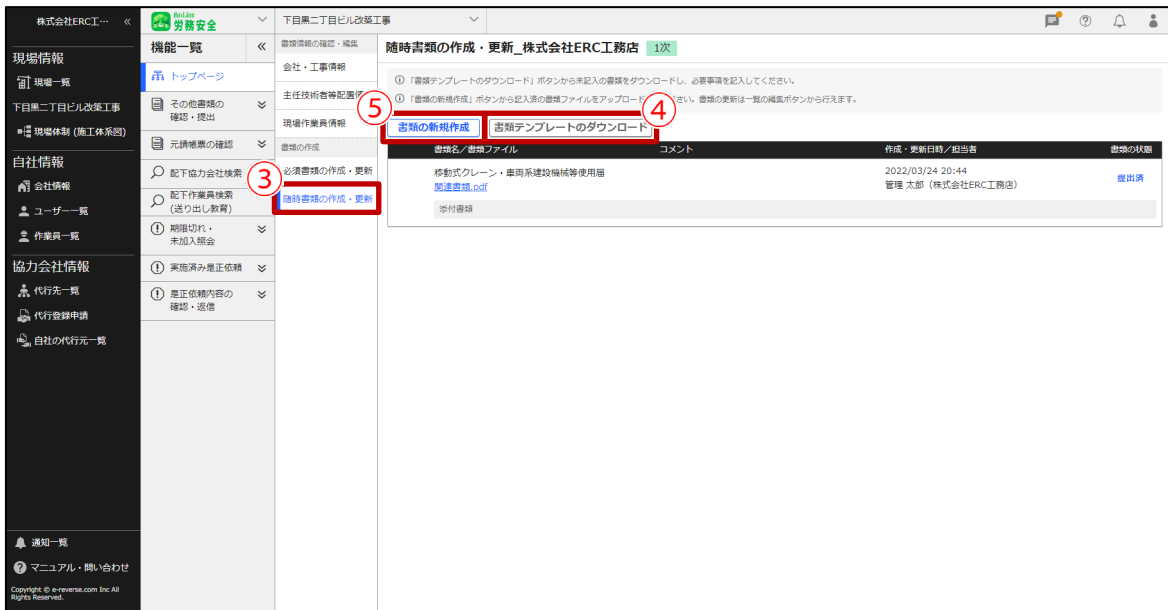 株式会社ERC工… «
現場情報
現場一覧
下目黒二丁目ビル改築工事
現場体制 (施工体系図)
自社情報
会社情報
ユーザー一覧
作業員一覧
協力会社情報
代行先一覧
代行登録申請
自社の代行元一覧
通知一覧
マニュアル・問い合わせ
Copyright © e-reverse.com Inc All
Rights Reserved.
労務安全
機能一覧 «
トップページ
その他書類の
確認・提出
元請帳票の確認
配下協力会社検索
配下作業員検索
(送り出し教育)
期限切れ・
未加入照会
実施済み是正依頼
是正依頼内容の
確認・返信
下目黒二丁目ビル改築工事
書類情報の確認・編集
会社・工事情報
主任技術者等配置情
現場作業員情報
書類の作成
必須書類の作成・更新
③
随時書類の作成・更新
随時書類の作成・更新_株式会社ERC工務店 1次
「書類テンプレートのダウンロード」ボタンから未記入の書類をダウンロードし、必要事項を記入してください。
「書類の新規作成」ボタンから記入済の書類ファイルをアップロード ださい。書類の更新は一覧の編集ボタンから行えます。
⑤ ④
書類の新規作成 書類テンプレートのダウンロード
書類名／書類ファイル コメント 作成・更新日時／担当者 書類の状態
移動式クレーン・車両系建設機械等使用届 2022/03/24 20:44 提出済
関連書類.pdf 管理 太郎（株式会社ERC工務店）
添付書類